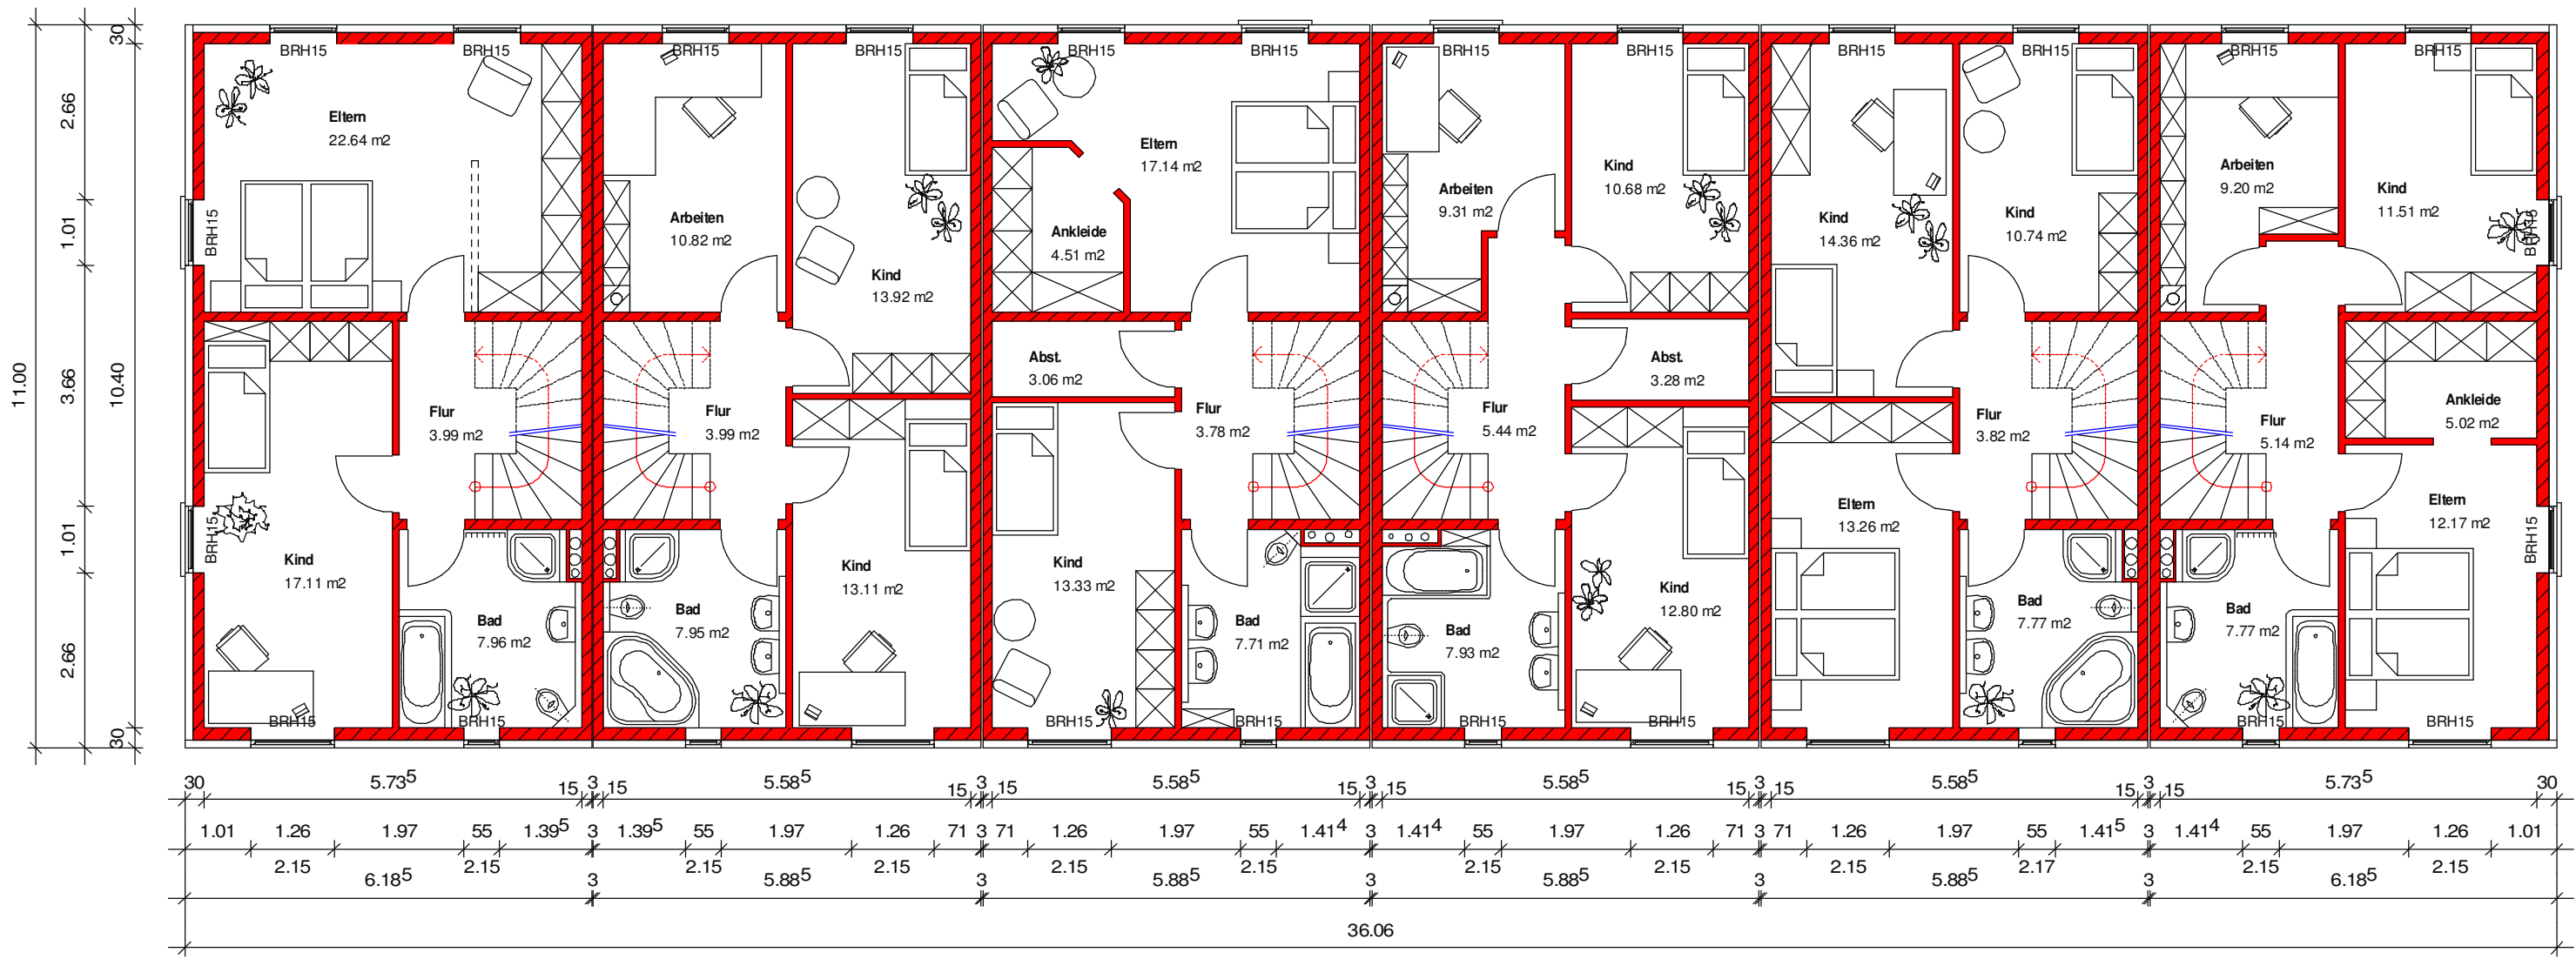 BRH15 BRH15 BRH15 BRH15 BRH15 BRH15 BRH15 BRH15 BRH15 BRH15 BRH15 BRH15
Eltern
22.64 m2
Arbeiten
10.82 m2
Kind
13.92 m2
Eltern
17.14 m2
Ankleide
4.51 m2
Arbeiten
9.31 m2
Kind
10.68 m2
Kind
14.36 m2
Kind
10.74 m2
Arbeiten
9.20 m2
Kind
11.51 m2
BRH15
BRH15
Abst.
3.06 m2
Abst.
3.28 m2
Flur
3.99 m2
Flur
3.99 m2
Flur
3.78 m2
Flur
5.44 m2
Flur
3.82 m2
Flur
5.14 m2
Ankleide
5.02 m2
Eltern
13.26 m2
Eltern
12.17 m2
BRH15
BRH15
Kind
17.11 m2
Bad
7.96 m2
Bad
7.95 m2
Kind
13.11 m2
Kind
13.33 m2
Bad
7.71 m2
Bad
7.93 m2
Kind
12.80 m2
Bad
7.77 m2
Bad
7.77 m2
BRH15 BRH15 BRH15 BRH15 BRH15 BRH15 BRH15 BRH15
11.00
2.66
1.01
3.66
1.01
2.66
30
10.40
30
30 5.73⁵ 15 3 15 5.58⁵ 15 3 15 5.58⁵ 15 3 15 5.58⁵ 15 3 15 5.58⁵ 15 3 15 5.73⁵ 30
1.01 1.26 1.97 55 1.39⁵ 3 1.39⁵ 55 1.97 1.26 71 3 71 1.26 1.97 55 1.41⁴ 3 1.41⁴ 55 1.97 1.26 71 3 71 1.26 1.97 55 1.41⁵ 3 1.41⁴ 55 1.97 1.26 1.01
2.15 2.15 2.15 2.15 2.15 2.15 2.15 2.15 2.15 2.17 2.15 2.15
6.18⁵ 3 5.88⁵ 3 5.88⁵ 3 5.88⁵ 3 5.88⁵ 3 6.18⁵
36.06